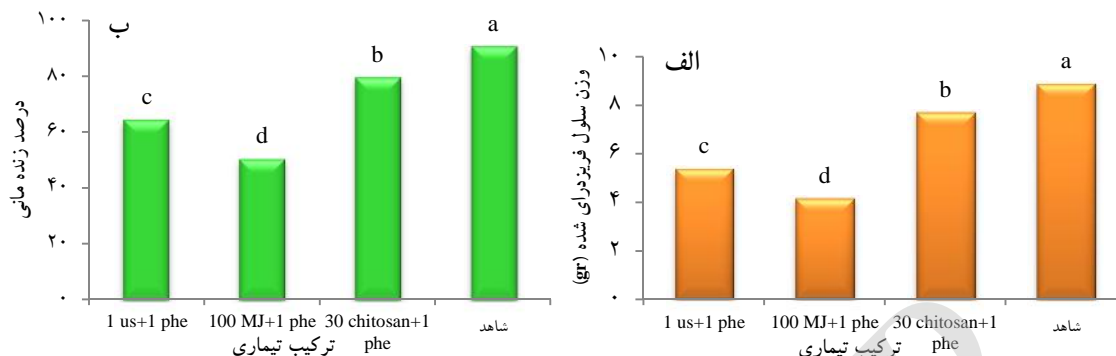 ب
درصد زنده مانی
۱۰۰
۸۰
۶۰
۴۰
۲۰
۰
c
d
b
a
1 us+1 phe
100 MJ+1 phe
30 chitosan+1
phe
شاهد
ترکیب تیماری
الف
وزن سلول فریزدرای شده (gr)
۱۰
۸
۶
۴
۲
۰
c
d
b
a
1 us+1 phe
100 MJ+1 phe
30 chitosan+1
phe
شاهد
ترکیب تیماری